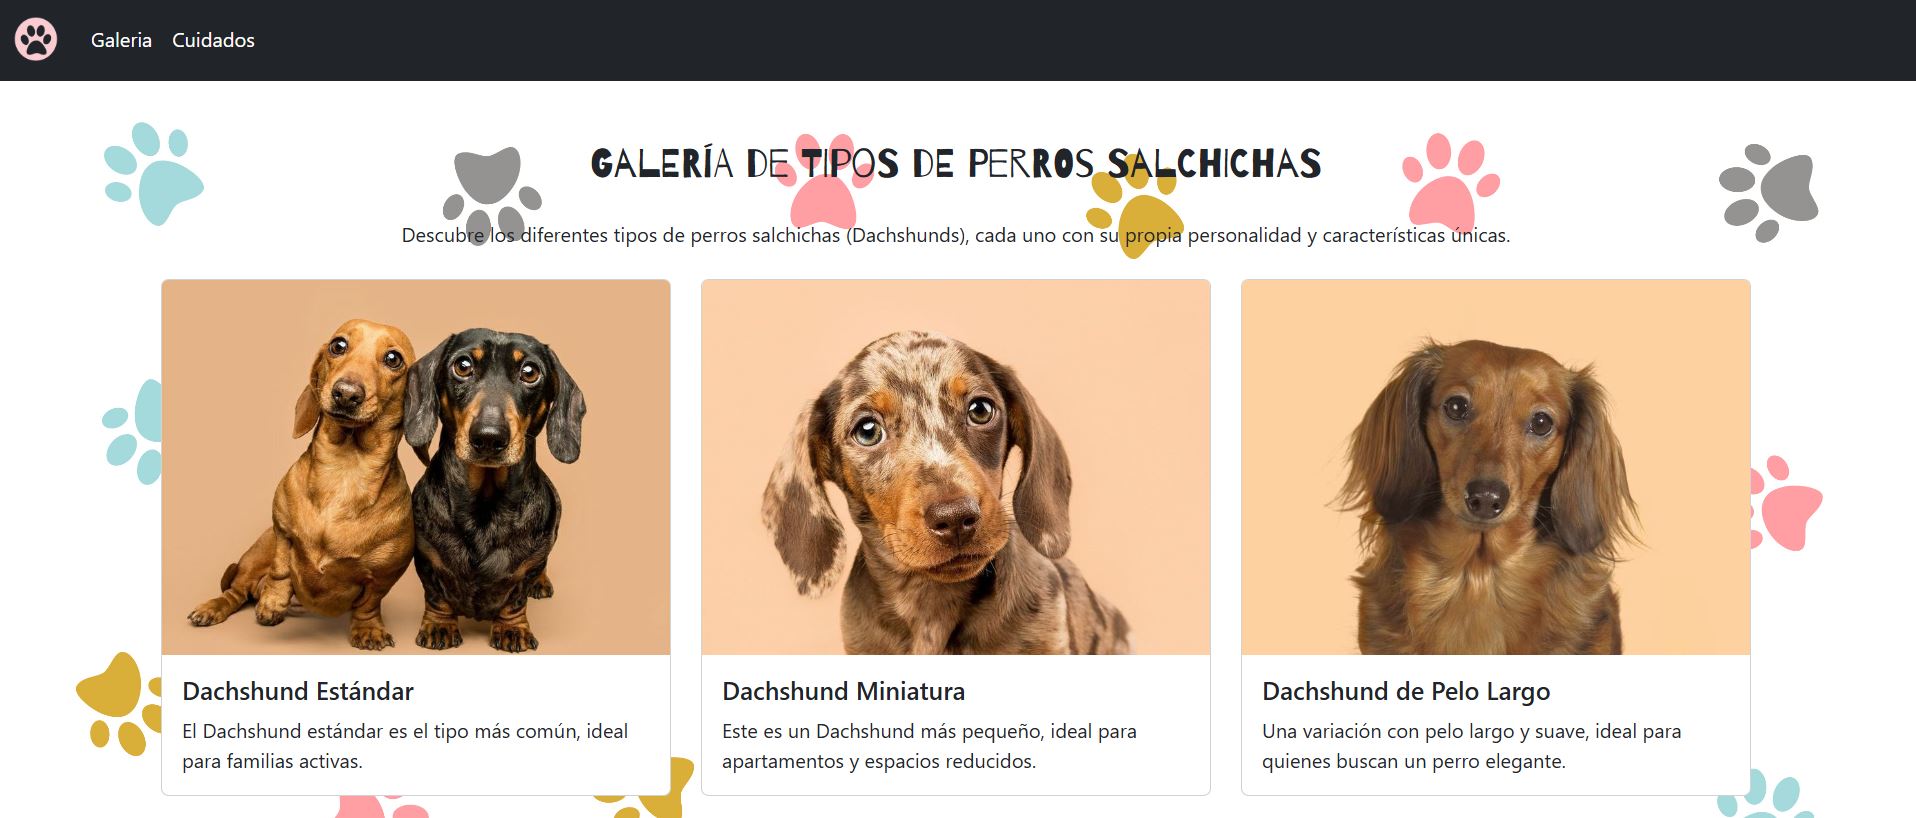 Galeria Cuidados
Galería de Tipos de Perros Salchichas
Descubre los diferentes tipos de perros salchichas (Dachshunds), cada uno con su propia personalidad y características únicas.
Dachshund Estándar
El Dachshund estándar es el tipo más común, ideal
para familias activas.
Dachshund Miniatura
Este es un Dachshund más pequeño, ideal para
apartamentos y espacios reducidos.
Dachshund de Pelo Largo
Una variación con pelo largo y suave, ideal para
quienes buscan un perro elegante.